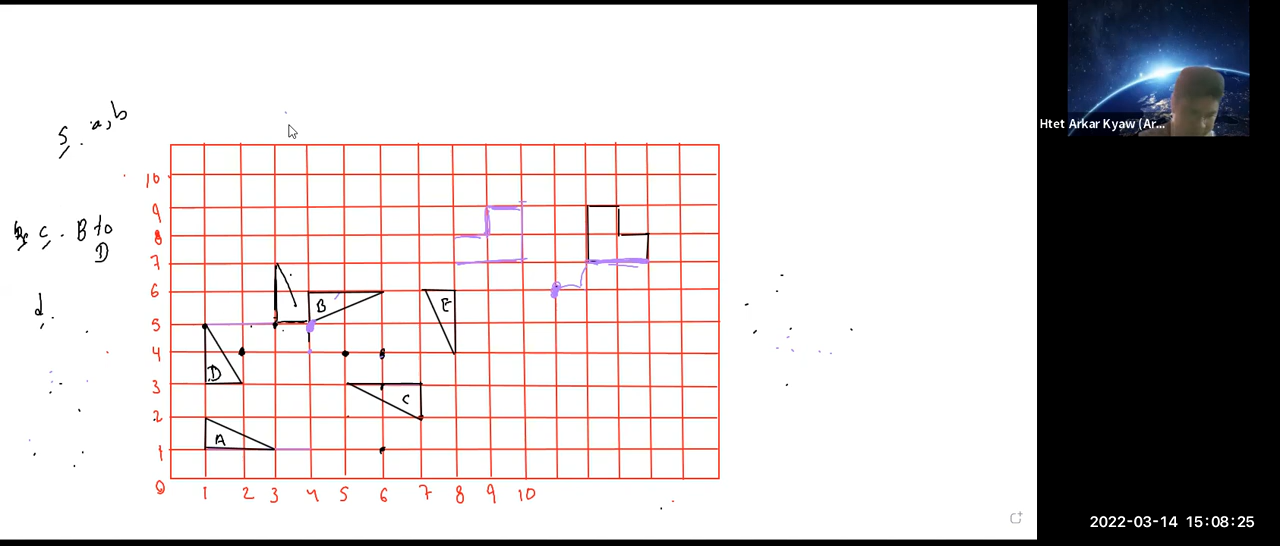 5. a, b
c. B to
D
d.
10
9
8
7
6
5
4
3
2
1
0
B
E
D
C
A
1 2 3 4 5 6 7 8 9 10
Htet Arkar Kyaw (Ar...
2022-03-14 15:08:25